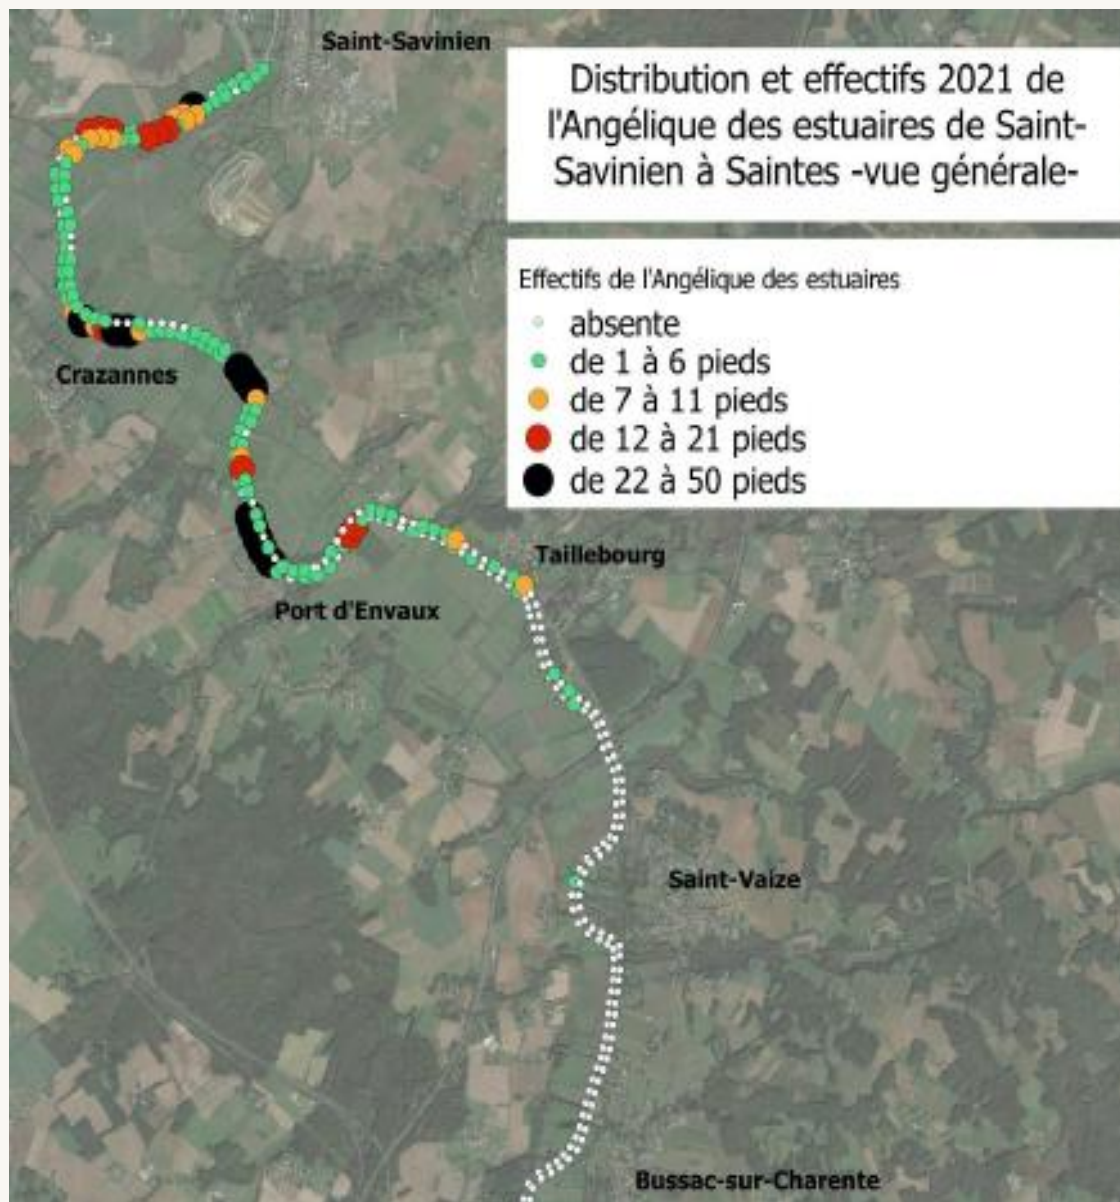 Saint-Savinien
Distribution et effectifs 2021 de
l'Angélique des estuaires de Saint-
Savinien à Saintes -vue générale-
Effectifs de l'Angélique des estuaires
absente
de 1 à 6 pieds
de 7 à 11 pieds
de 12 à 21 pieds
de 22 à 50 pieds
Crazannes
Taillebourg
Port d'Envaux
Saint-Vaize
Bussac-sur-Charente